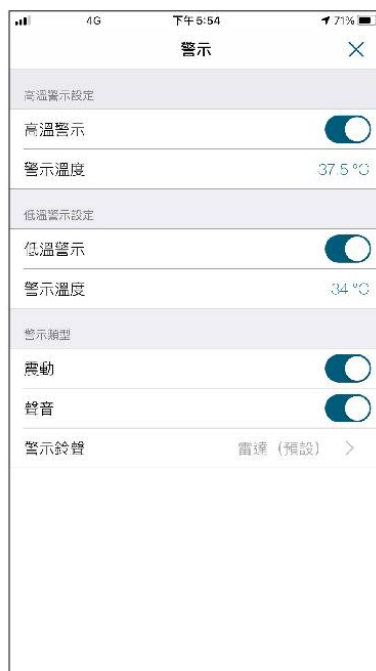 4G 下午5:54 71%
警示
高溫警示設定
高溫警示
警示溫度 37.5 °C
低溫警示設定
低溫警示
警示溫度 34 °C
警示類型
震動
聲音
警示鈴聲 雷達（預設）